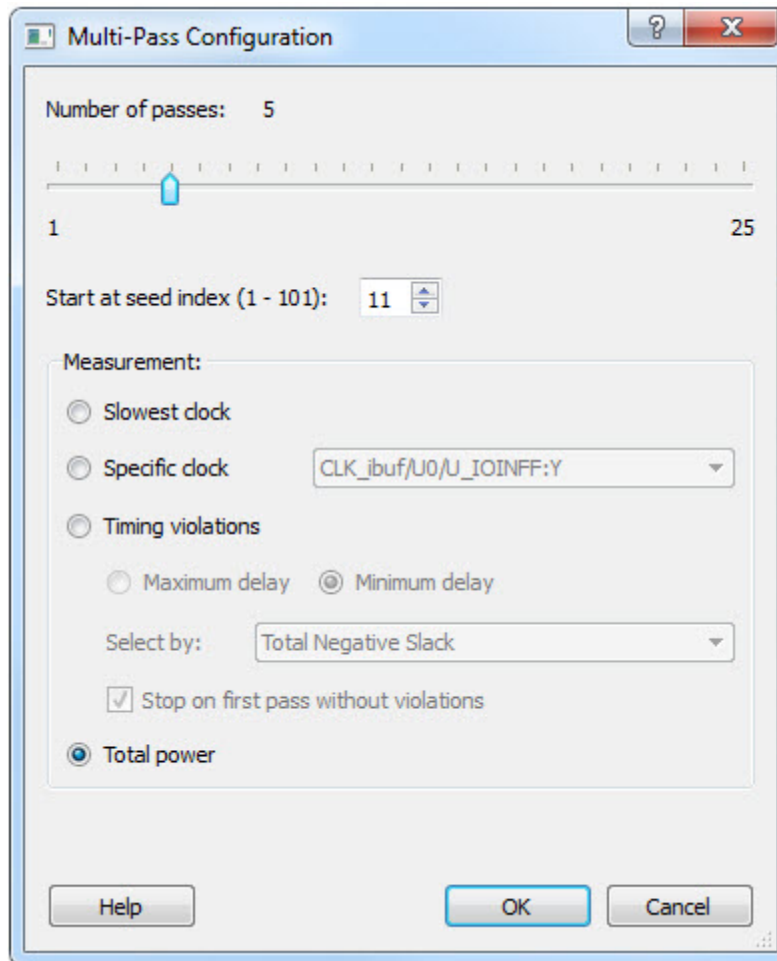 Multi-Pass Configuration
Number of passes: 5
1 25
Start at seed index (1 - 101): 11
Measurement:
Slowest clock
Specific clock CLK_ibuf/U0/U_IOINFF:Y
Timing violations
Maximum delay Minimum delay
Select by: Total Negative Slack
Stop on first pass without violations
Total power
Help OK Cancel